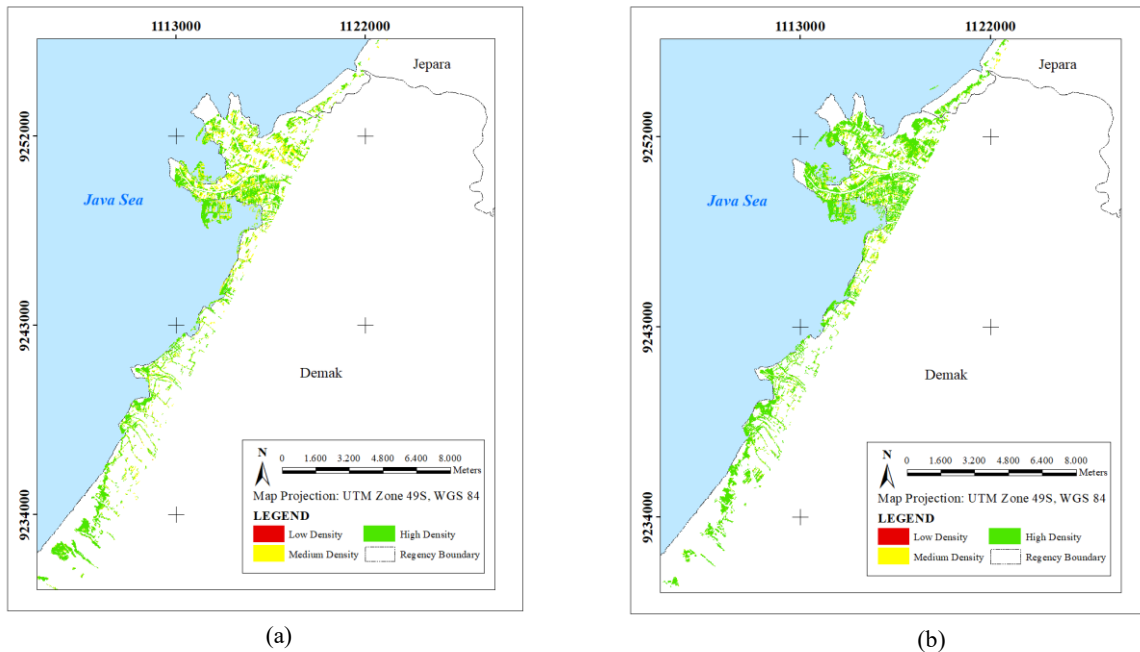 1113000 1122000
Jepara
9252000
Java Sea
9243000
Demak
N
0 1.600 3.200 4.800 6.400 8.000
Meters
Map Projection: UTM Zone 49S, WGS 84
LEGEND
Low Density High Density
Medium Density Regency Boundary
9234000
(a)
1113000 1122000
Jepara
9252000
Java Sea
9243000
Demak
N
0 1.600 3.200 4.800 6.400 8.000
Meters
Map Projection: UTM Zone 49S, WGS 84
LEGEND
Low Density High Density
Medium Density Regency Boundary
9234000
(b)